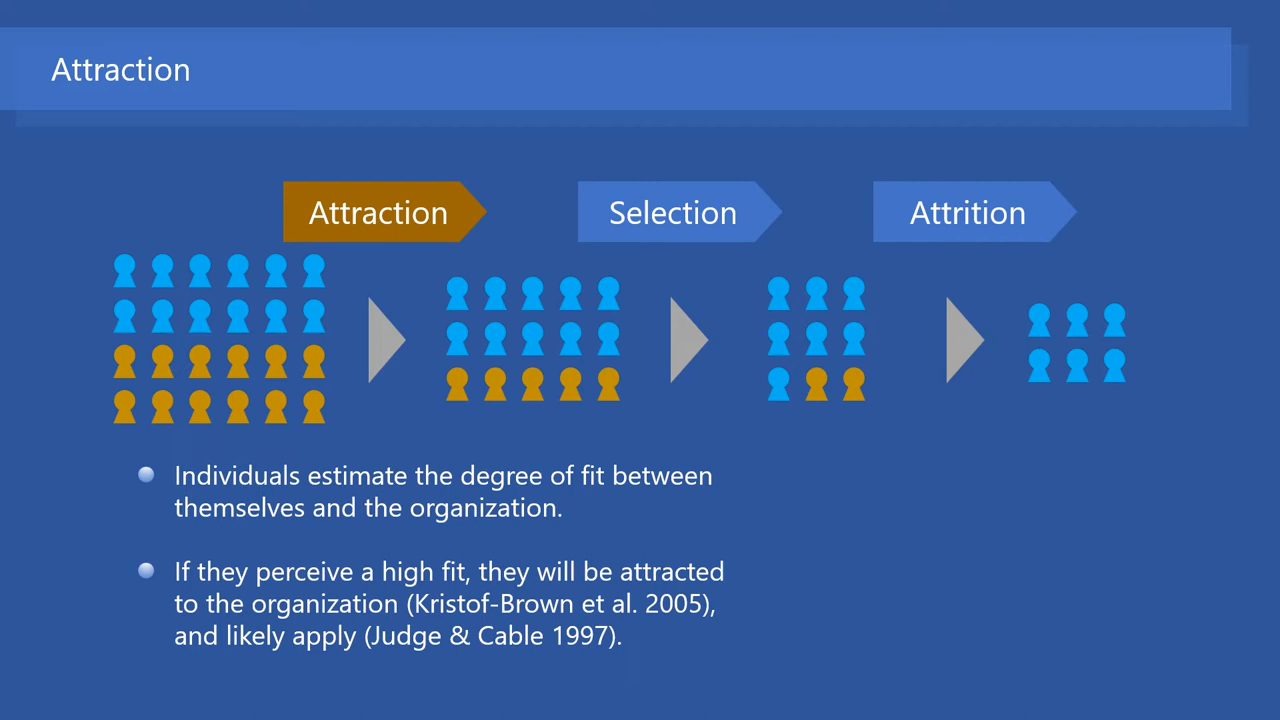 Attraction
Attraction
Selection
Attrition
Individuals estimate the degree of fit between
themselves and the organization.
If they perceive a high fit, they will be attracted
to the organization (Kristof-Brown et al. 2005),
and likely apply (Judge & Cable 1997).